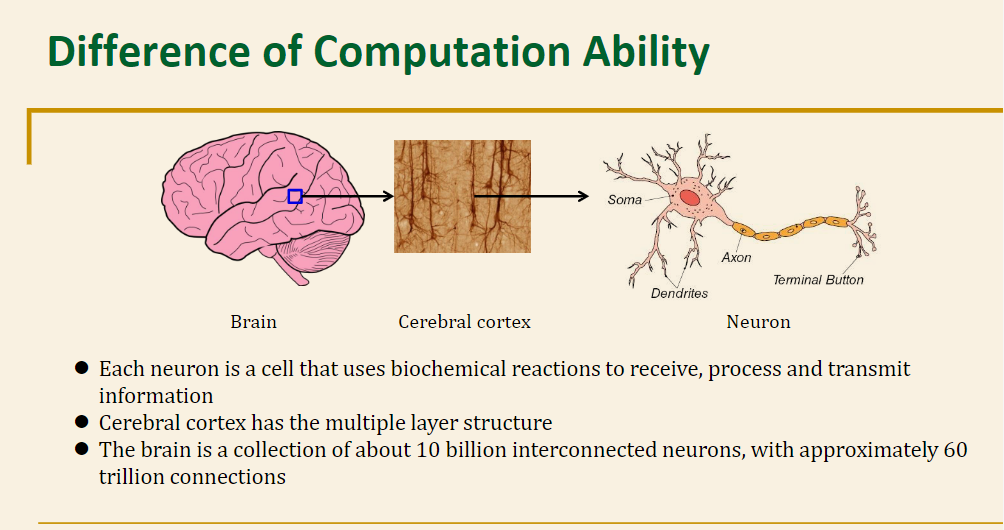 Difference of Computation Ability
Soma
Axon
Terminal Button
Dendrites
Brain
Cerebral cortex
Neuron
● Each neuron is a cell that uses biochemical reactions to receive, process and transmit
information
● Cerebral cortex has the multiple layer structure
● The brain is a collection of about 10 billion interconnected neurons, with approximately 60
trillion connections